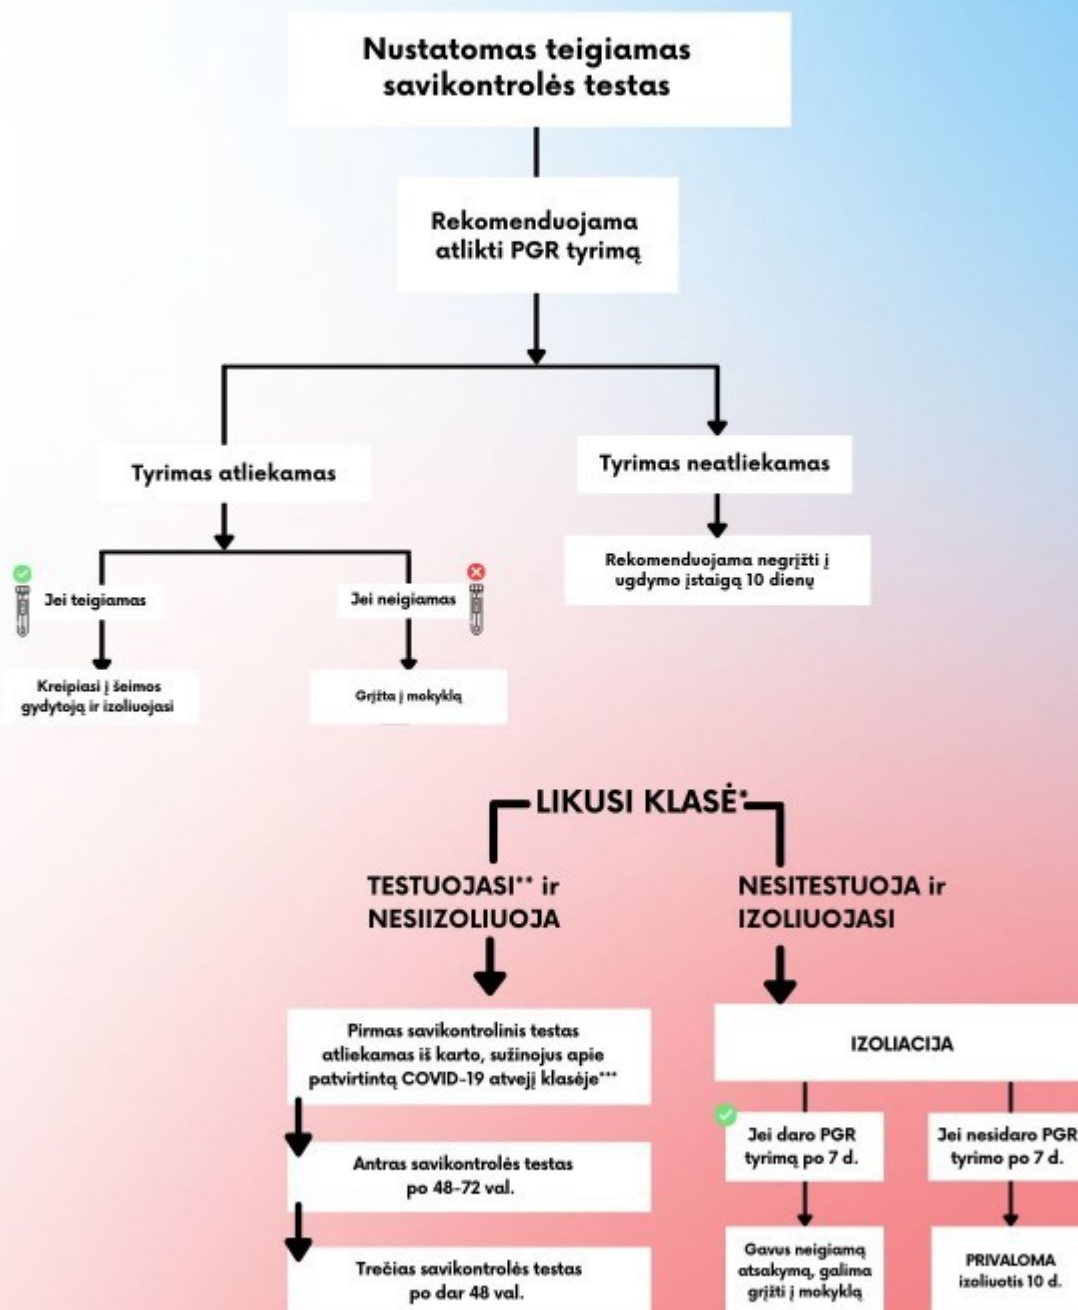 Nustatomas teigiamas
savikontrolės testas
Rekomenduojama
atlikti PGR tyrimą
Tyrimas atliekamas
Tyrimas neatliekamas
Rekomenduojama negrįžti į
ugdymo įstaigą 10 dienų
Jei teigiamas
Jei neigiamas
Kreipiasi į šeimos
gydytoją ir izoliuojasi
Grįžta į mokyklą
LIKUSI KLASĖ*
TESTUOJASI** ir
NESIIZOLIUOJA
NESITESTUOJA ir
IZOLIUOJASI
Pirmas savikontrolinis testas
atliekamas iš karto, sužinojus apie
patvirtintą COVID-19 atvejį klasėje***
Antras savikontrolės testas
po 48-72 val.
Trečias savikontrolės testas
po dar 48 val.
IZOLIACIJA
Jei daro PGR
tyrimą po 7 d.
Jei nesidaro PGR
tyrimo po 7 d.
Gavus neigiamą
atsakymą, galima
grįžti į mokyklą
PRIVALOMA
izoliuotis 10 d.